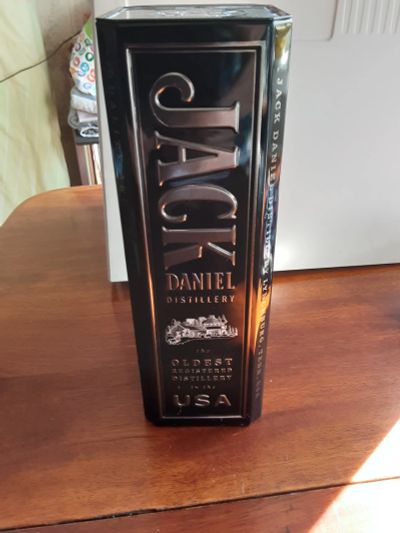 JACK
DANIEL
DISTILLERY
the
OLDEST
REGISTERED
DISTILLERY
in the
USA
JACK DANIEL DISTILLERY